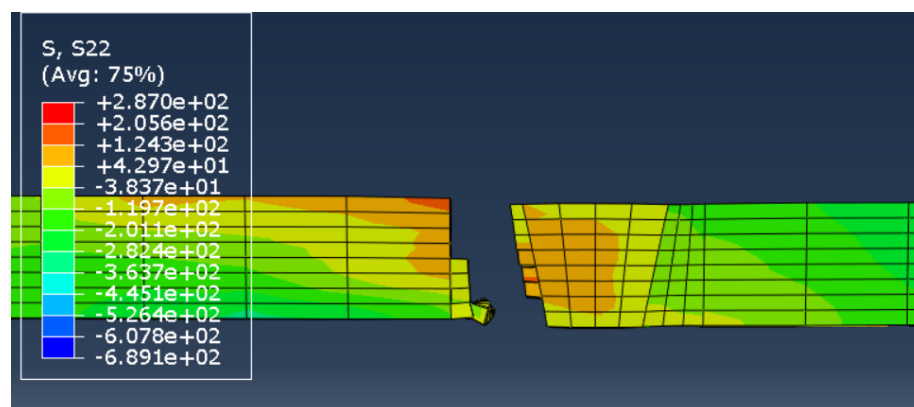 S, S22
(Avg: 75%)
+2.870e+02
+2.056e+02
+1.243e+02
+4.297e+01
-3.837e+01
-1.197e+02
-2.011e+02
-2.824e+02
-3.637e+02
-4.451e+02
-5.264e+02
-6.078e+02
-6.891e+02